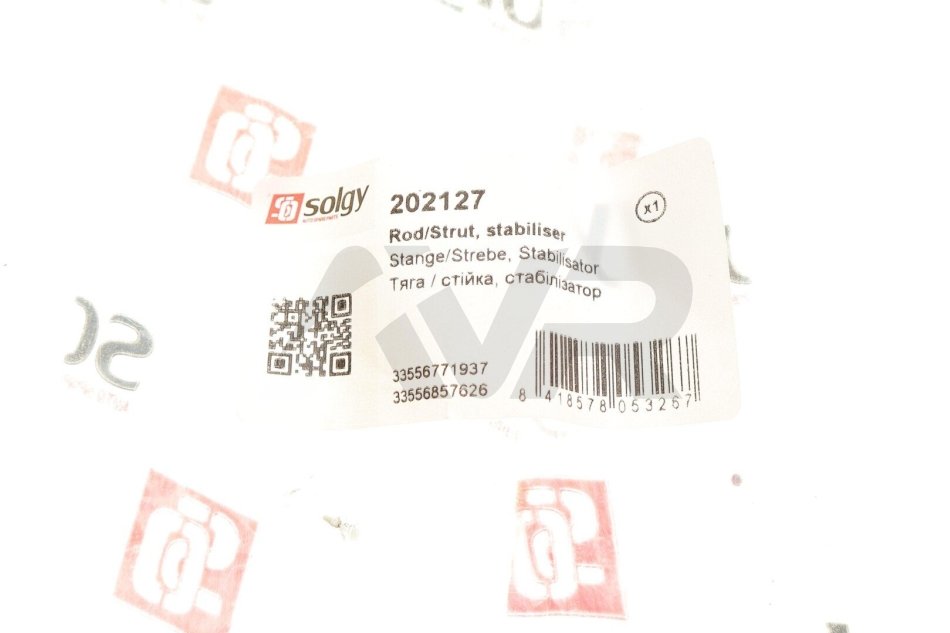 solgy
202127
x1
Rod/Strut, stabiliser
Stange/Strebe, Stabilisator
Тяга / стійка, стабілізатор
33556771937
33556857626
8 418578 053267